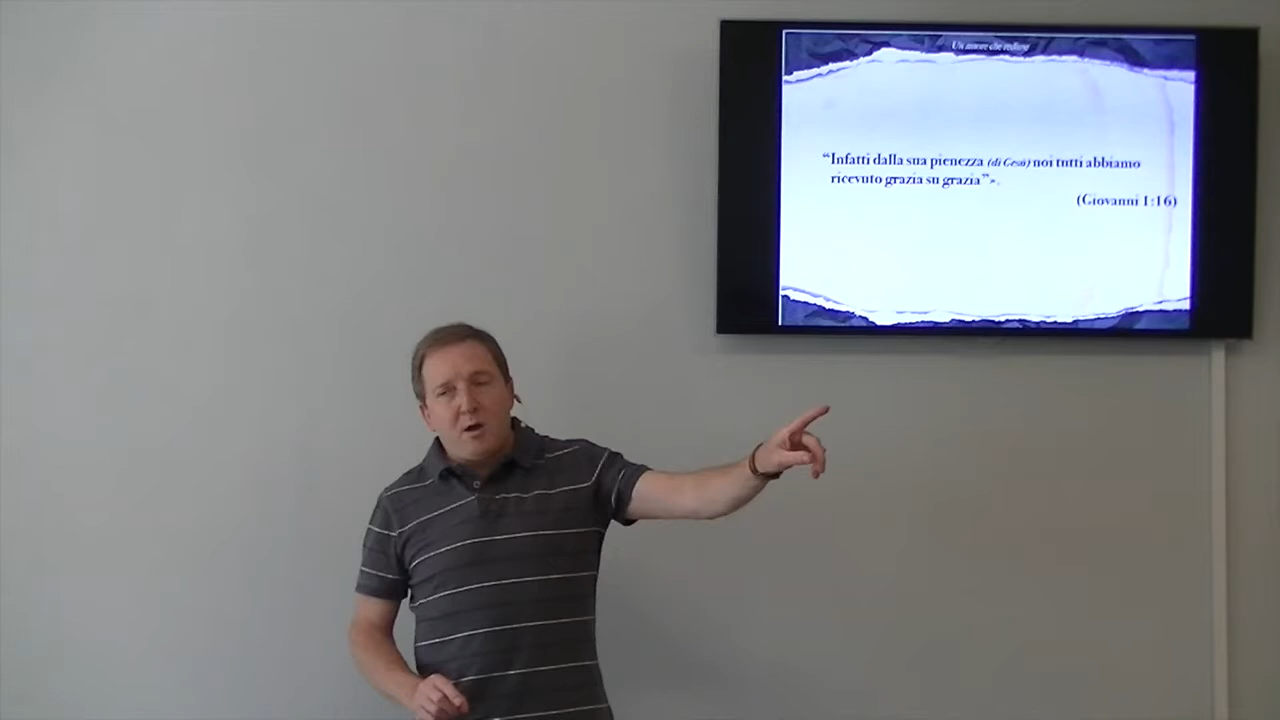 Un amore che redime
“Infatti dalla sua pienezza (di Gesù) noi tutti abbiamo
ricevuto grazia su grazia”».
(Giovanni 1:16)